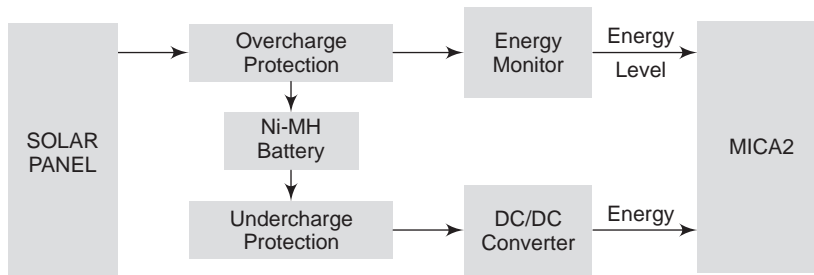 SOLAR
PANEL
Overcharge
Protection
Ni-MH
Battery
Undercharge
Protection
Energy
Monitor
DC/DC
Converter
Energy
Level
Energy
MICA2